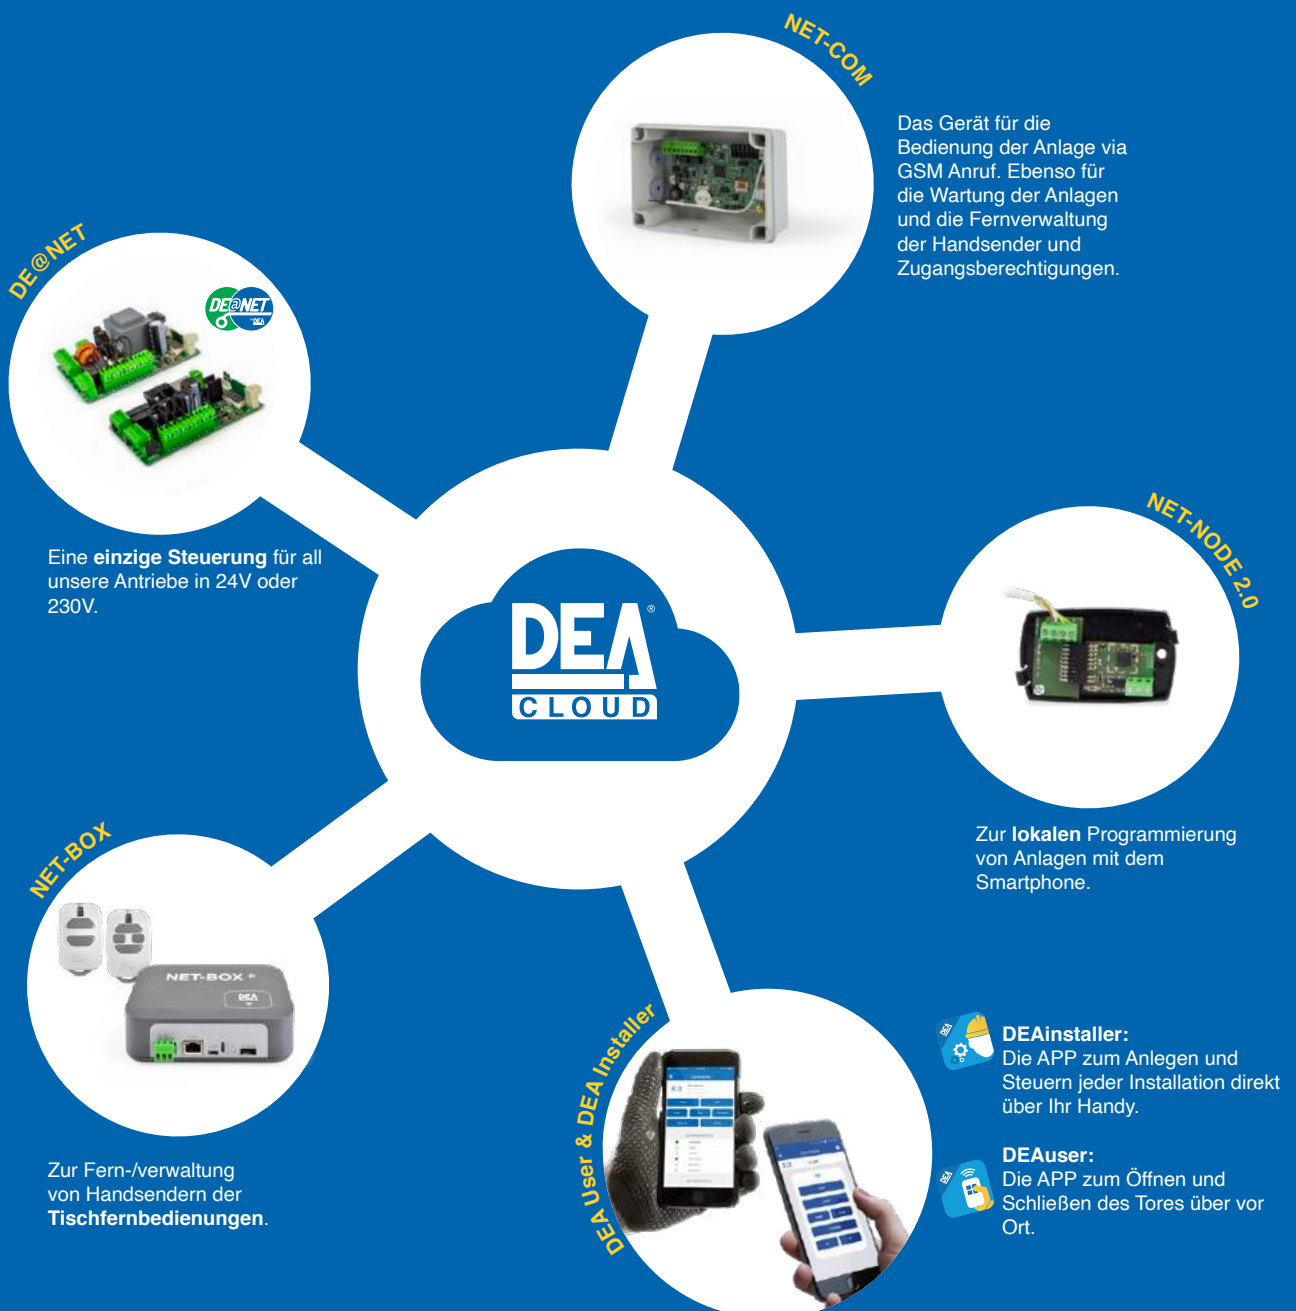 NET-COM
Das Gerät für die
Bedienung der Anlage via
GSM Anruf. Ebenso für
die Wartung der Anlagen
und die Fernverwaltung
der Handsender und
Zugangsberechtigungen.
DE@NET
DE@NET
DEA
Eine einzige Steuerung für all
unsere Antriebe in 24V oder
230V.
DEA®
CLOUD
NET-NODE 2.0
Zur lokalen Programmierung
von Anlagen mit dem
Smartphone.
NET-BOX
NET-BOX
DEA
Zur Fern-/verwaltung
von Handsendern der
Tischfernbedienungen.
DEA User & DEA Installer
DEA
DEAinstaller:
Die APP zum Anlegen und
Steuern jeder Installation direkt
über Ihr Handy.
DEA
DEAuser:
Die APP zum Öffnen und
Schließen des Tores über vor
Ort.